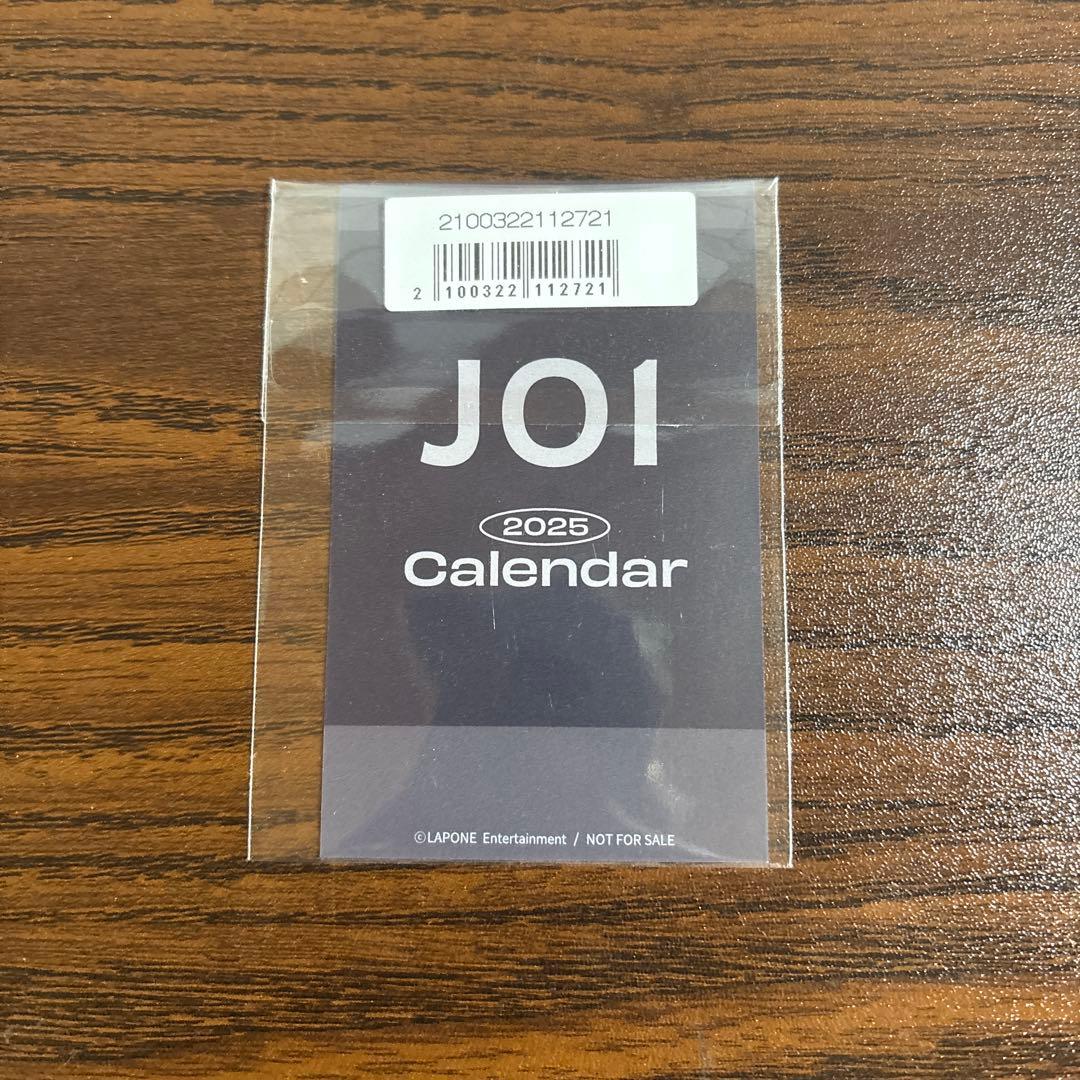 2100322112721
2 100322 112721
JO1
2025
Calendar
©LAPONE Entertainment / NOT FOR SALE